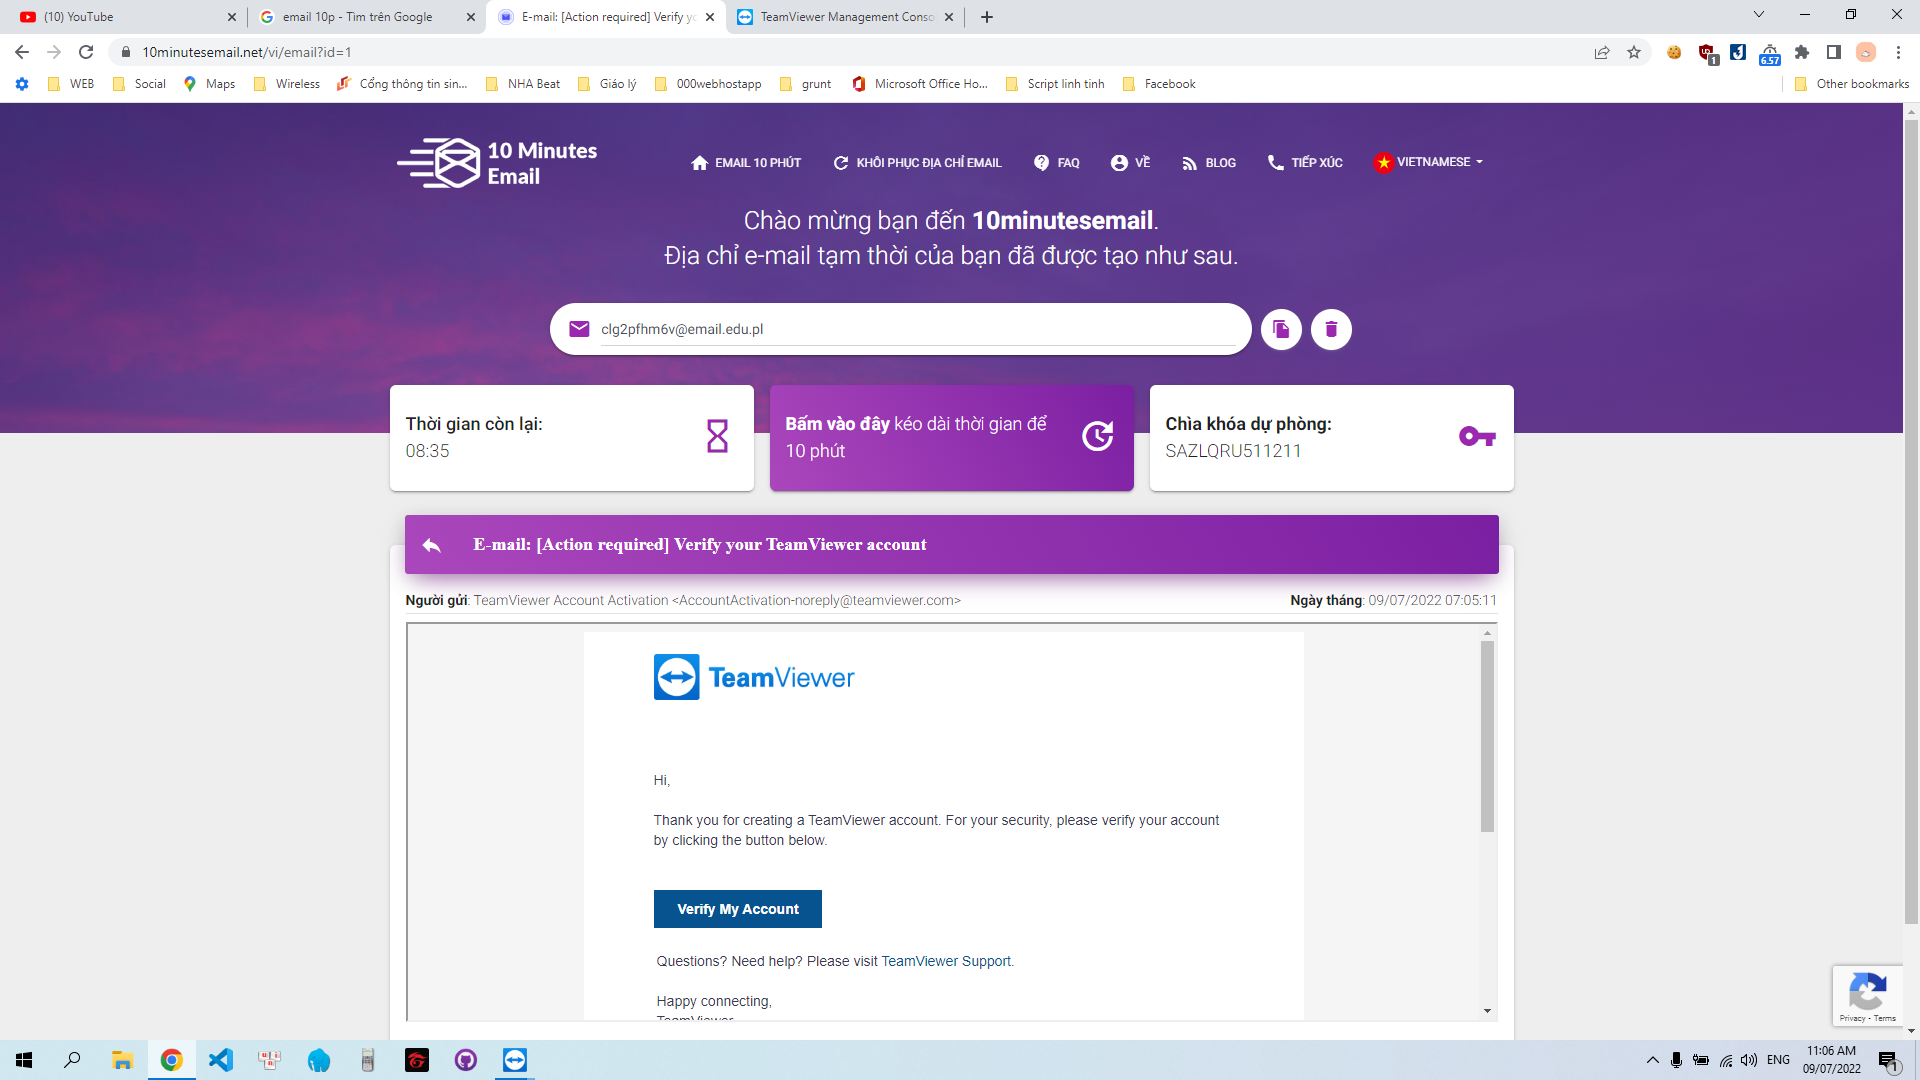 (10) YouTube
email 10p - Tìm trên Google
E-mail: [Action required] Verify yo
TeamViewer Management Conso
10minutesemail.net/vi/email?id=1
1
6.57
WEB
Social
Maps
Wireless
Cổng thông tin sin...
NHA Beat
Giáo lý
000webhostapp
grunt
Microsoft Office Ho...
Script linh tinh
Facebook
Other bookmarks
10 Minutes
Email
EMAIL 10 PHÚT
KHÔI PHỤC ĐỊA CHỈ EMAIL
FAQ
VỀ
BLOG
TIẾP XÚC
VIETNAMESE
Chào mừng bạn đến 10minutesemail.
Địa chỉ e-mail tạm thời của bạn đã được tạo như sau.
clg2pfhm6v@email.edu.pl
Thời gian còn lại:
08:35
Bấm vào đây kéo dài thời gian để
10 phút
Chìa khóa dự phòng:
SAZLQRU511211
E-mail: [Action required] Verify your TeamViewer account
Người gửi: TeamViewer Account Activation <AccountActivation-noreply@teamviewer.com>
Ngày tháng: 09/07/2022 07:05:11
TeamViewer
Hi,
Thank you for creating a TeamViewer account. For your security, please verify your account
by clicking the button below.
Verify My Account
Questions? Need help? Please visit TeamViewer Support.
Happy connecting,
TeamViewer
Privacy - Terms
ENG
11:06 AM
09/07/2022
1